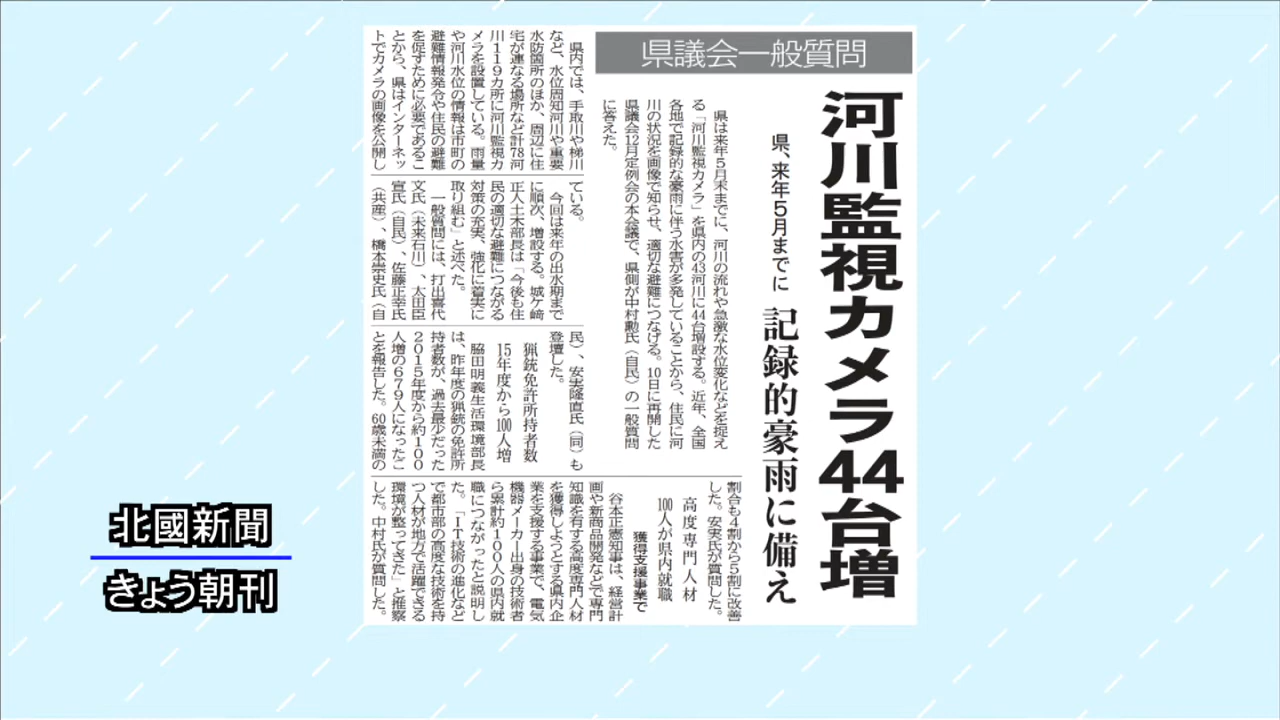 県議会一般質問
河川監視カメラ44台増
県、来年５月までに
記録的豪雨に備え
県は来年５月末までに、河川の流れや急激な水位変化などを捉え
る「河川監視カメラ」を県内の43河川に44台増設する。近年、全国
各地で記録的な豪雨に伴う水害が多発していることから、住民に河
川の状況を画像で知らせ、適切な避難につなげる。10日に再開した
県議会12月定例会の本会議で、県側が中村勲氏（自民）の一般質問
に答えた。
県内では、手取川や梯川
など、水位周知河川や重要
水防箇所のほか、周辺に住
宅が連なる場所など計78河
川１１９カ所に河川監視カ
メラを設置している。雨量
や河川水位の情報は市町の
避難情報発令や住民の避難
を促すために必要であるこ
とから、県はインターネッ
トでカメラの画像を公開し
ている。
今回は来年の出水期まで
に順次、増設する。城ケ崎
正人土木部長は「今後も住
民の適切な避難につながる
対策の充実、強化に着実に
取り組む」と述べた。
一般質問には、打出喜代
文氏（未来石川）、太田臣
宣氏（自民）、佐藤正幸氏
（共産）、橋本崇史氏（自
民）、安実隆直氏（同）も
登壇した。
猟銃免許所持者数
15年度から100人増
脇田明義生活環境部長
は、昨年度の猟銃の免許所
持者数が、過去最少だった
２０１５年度から約１００
人増の６７９人になったこ
とを報告した。60歳未満の
割合も４割から５割に改善
した。安実氏が質問した。
高度専門人材
100人が県内就職
獲得支援事業で
谷本正憲知事は、経営計
画や新商品開発などで専門
知識を有する高度専門人材
を獲得しようとする県内企
業を支援する事業で、電気
機器メーカー出身の技術者
ら累計約１００人の県内就
職につながったと説明し
た。「ＩＴ技術の進化など
で都市部の高度な技術を持
つ人材が地方で活躍できる
環境が整ってきた」と推察
した。中村氏が質問した。
北國新聞
きょう朝刊